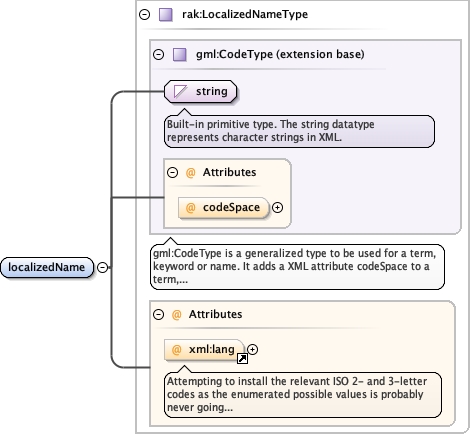 rak:LocalizedNameType
gml:CodeType (extension base)
string
Built-in primitive type. The string datatype
represents character strings in XML.
@ Attributes
@ codeSpace
localizedName
gml:CodeType is a generalized type to be used for a term,
keyword or name. It adds a XML attribute codeSpace to a
term,...
@ Attributes
@ xml:lang
Attempting to install the relevant ISO 2- and 3-letter
codes as the enumerated possible values is probably
never going...